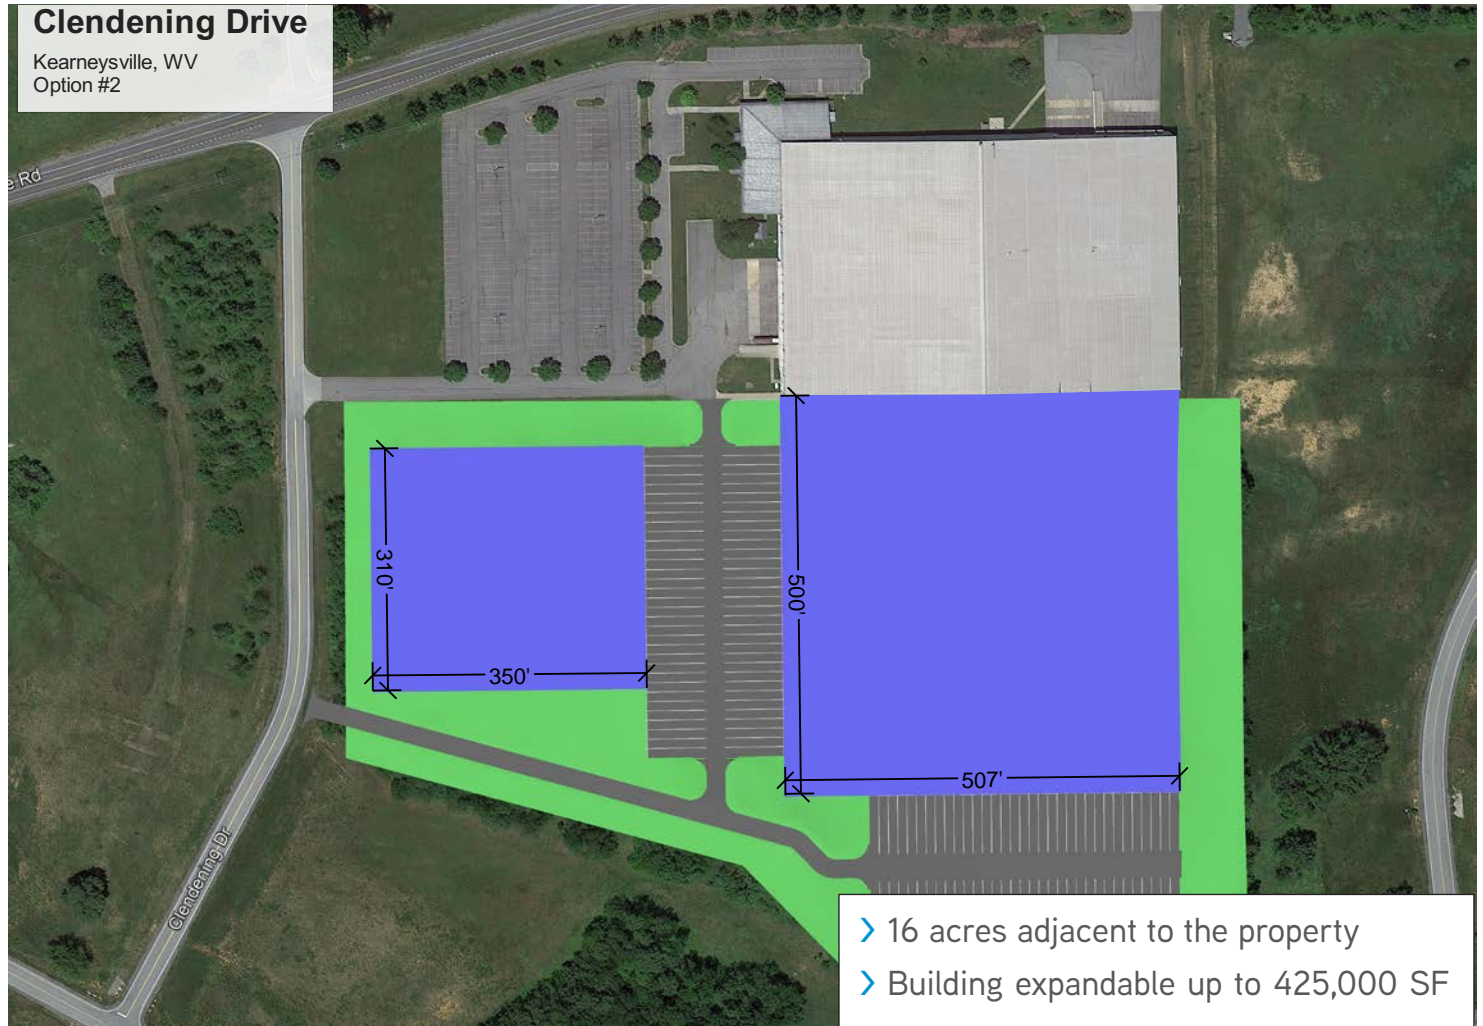 Clendening Drive
Kearneysville, WV
Option #2
e Rd
310'
350'
500'
507'
Clendening Dr
16 acres adjacent to the property
Building expandable up to 425,000 SF